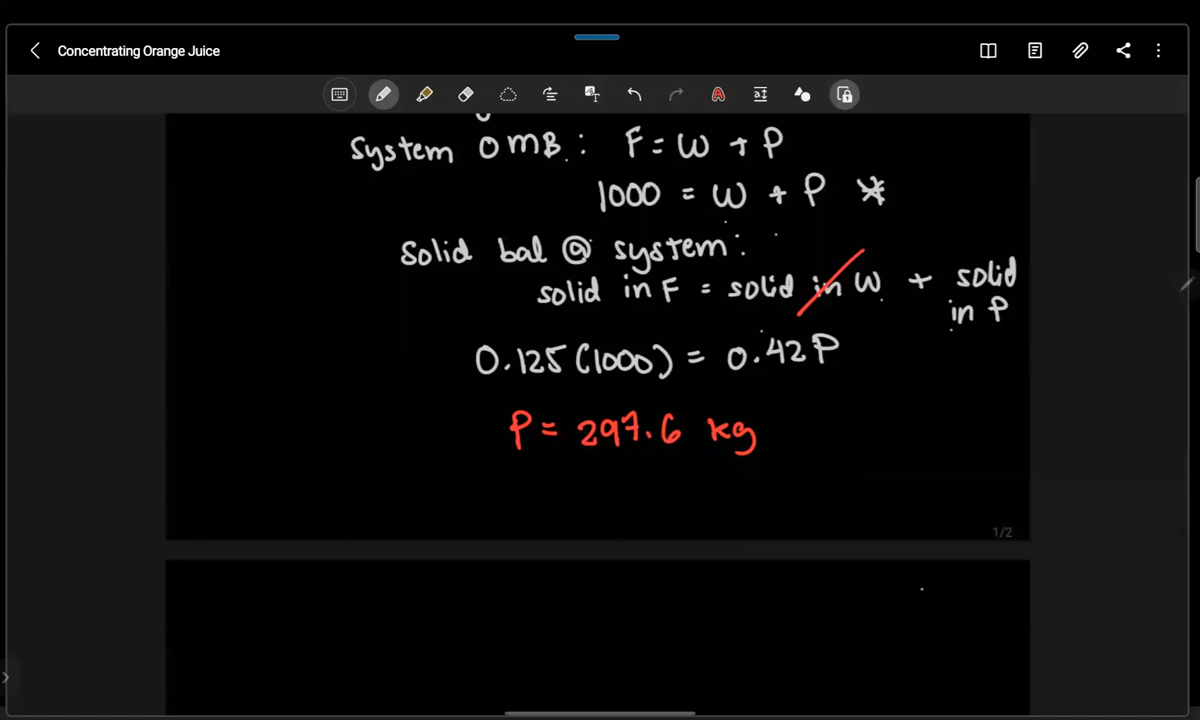 Concentrating Orange Juice
System OMB.: F = W + P
1000 = W + P *
Solid bal @ system:
solid in F = solid in W + solid in P
0.125(1000) = 0.42P
P = 297.6 kg
1/2